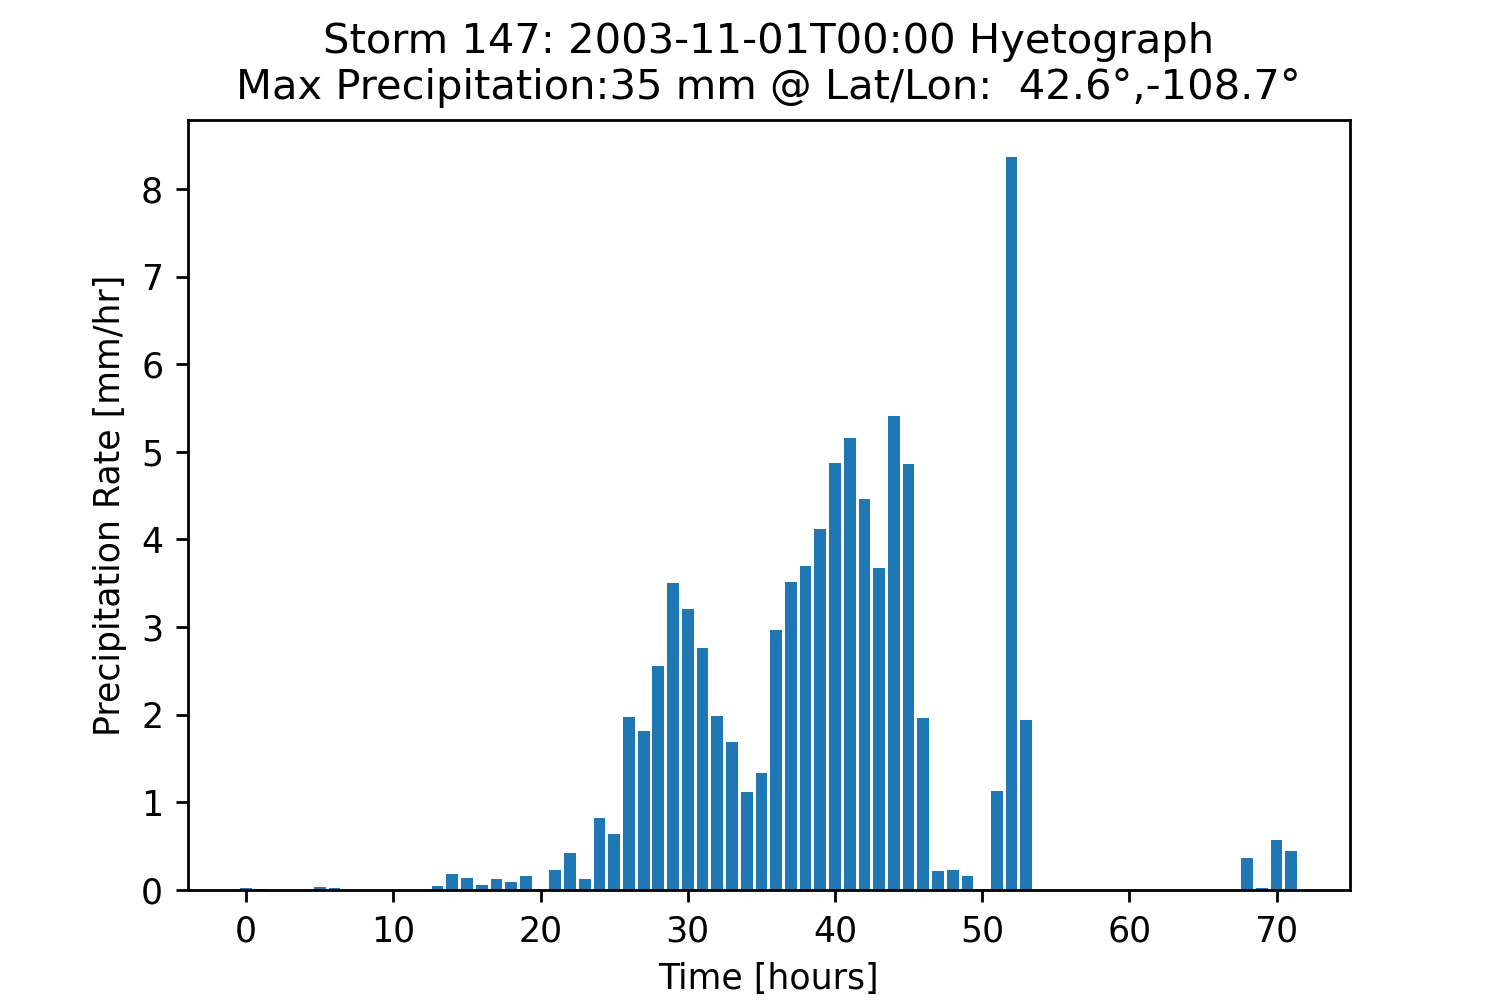 Storm 147: 2003-11-01T00:00 Hyetograph
Max Precipitation:35 mm @ Lat/Lon:  42.6°,-108.7°
Precipitation Rate [mm/hr]
8
7
6
5
4
3
2
1
0
0 10 20 30 40 50 60 70
Time [hours]